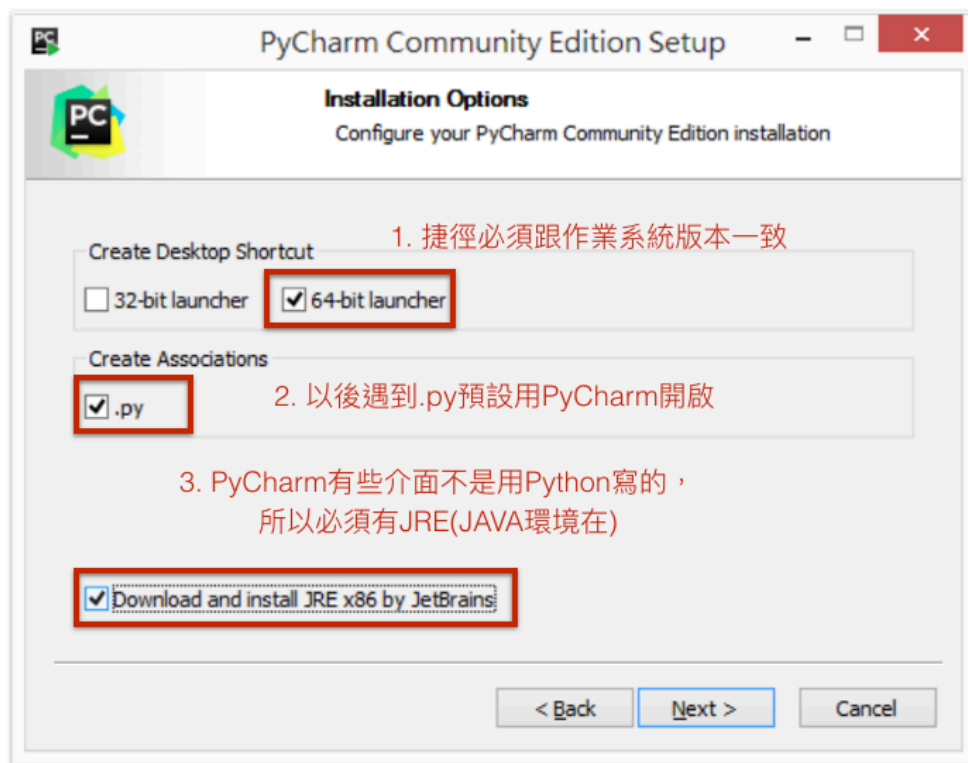 PC
PyCharm Community Edition Setup
PC
Installation Options
Configure your PyCharm Community Edition installation
1. 捷徑必須跟作業系統版本一致
Create Desktop Shortcut
32-bit launcher
64-bit launcher
Create Associations
.py
2. 以後遇到.py預設用PyCharm開啟
3. PyCharm有些介面不是用Python寫的，
所以必須有JRE(JAVA環境在)
Download and install JRE x86 by JetBrains
< Back
Next >
Cancel